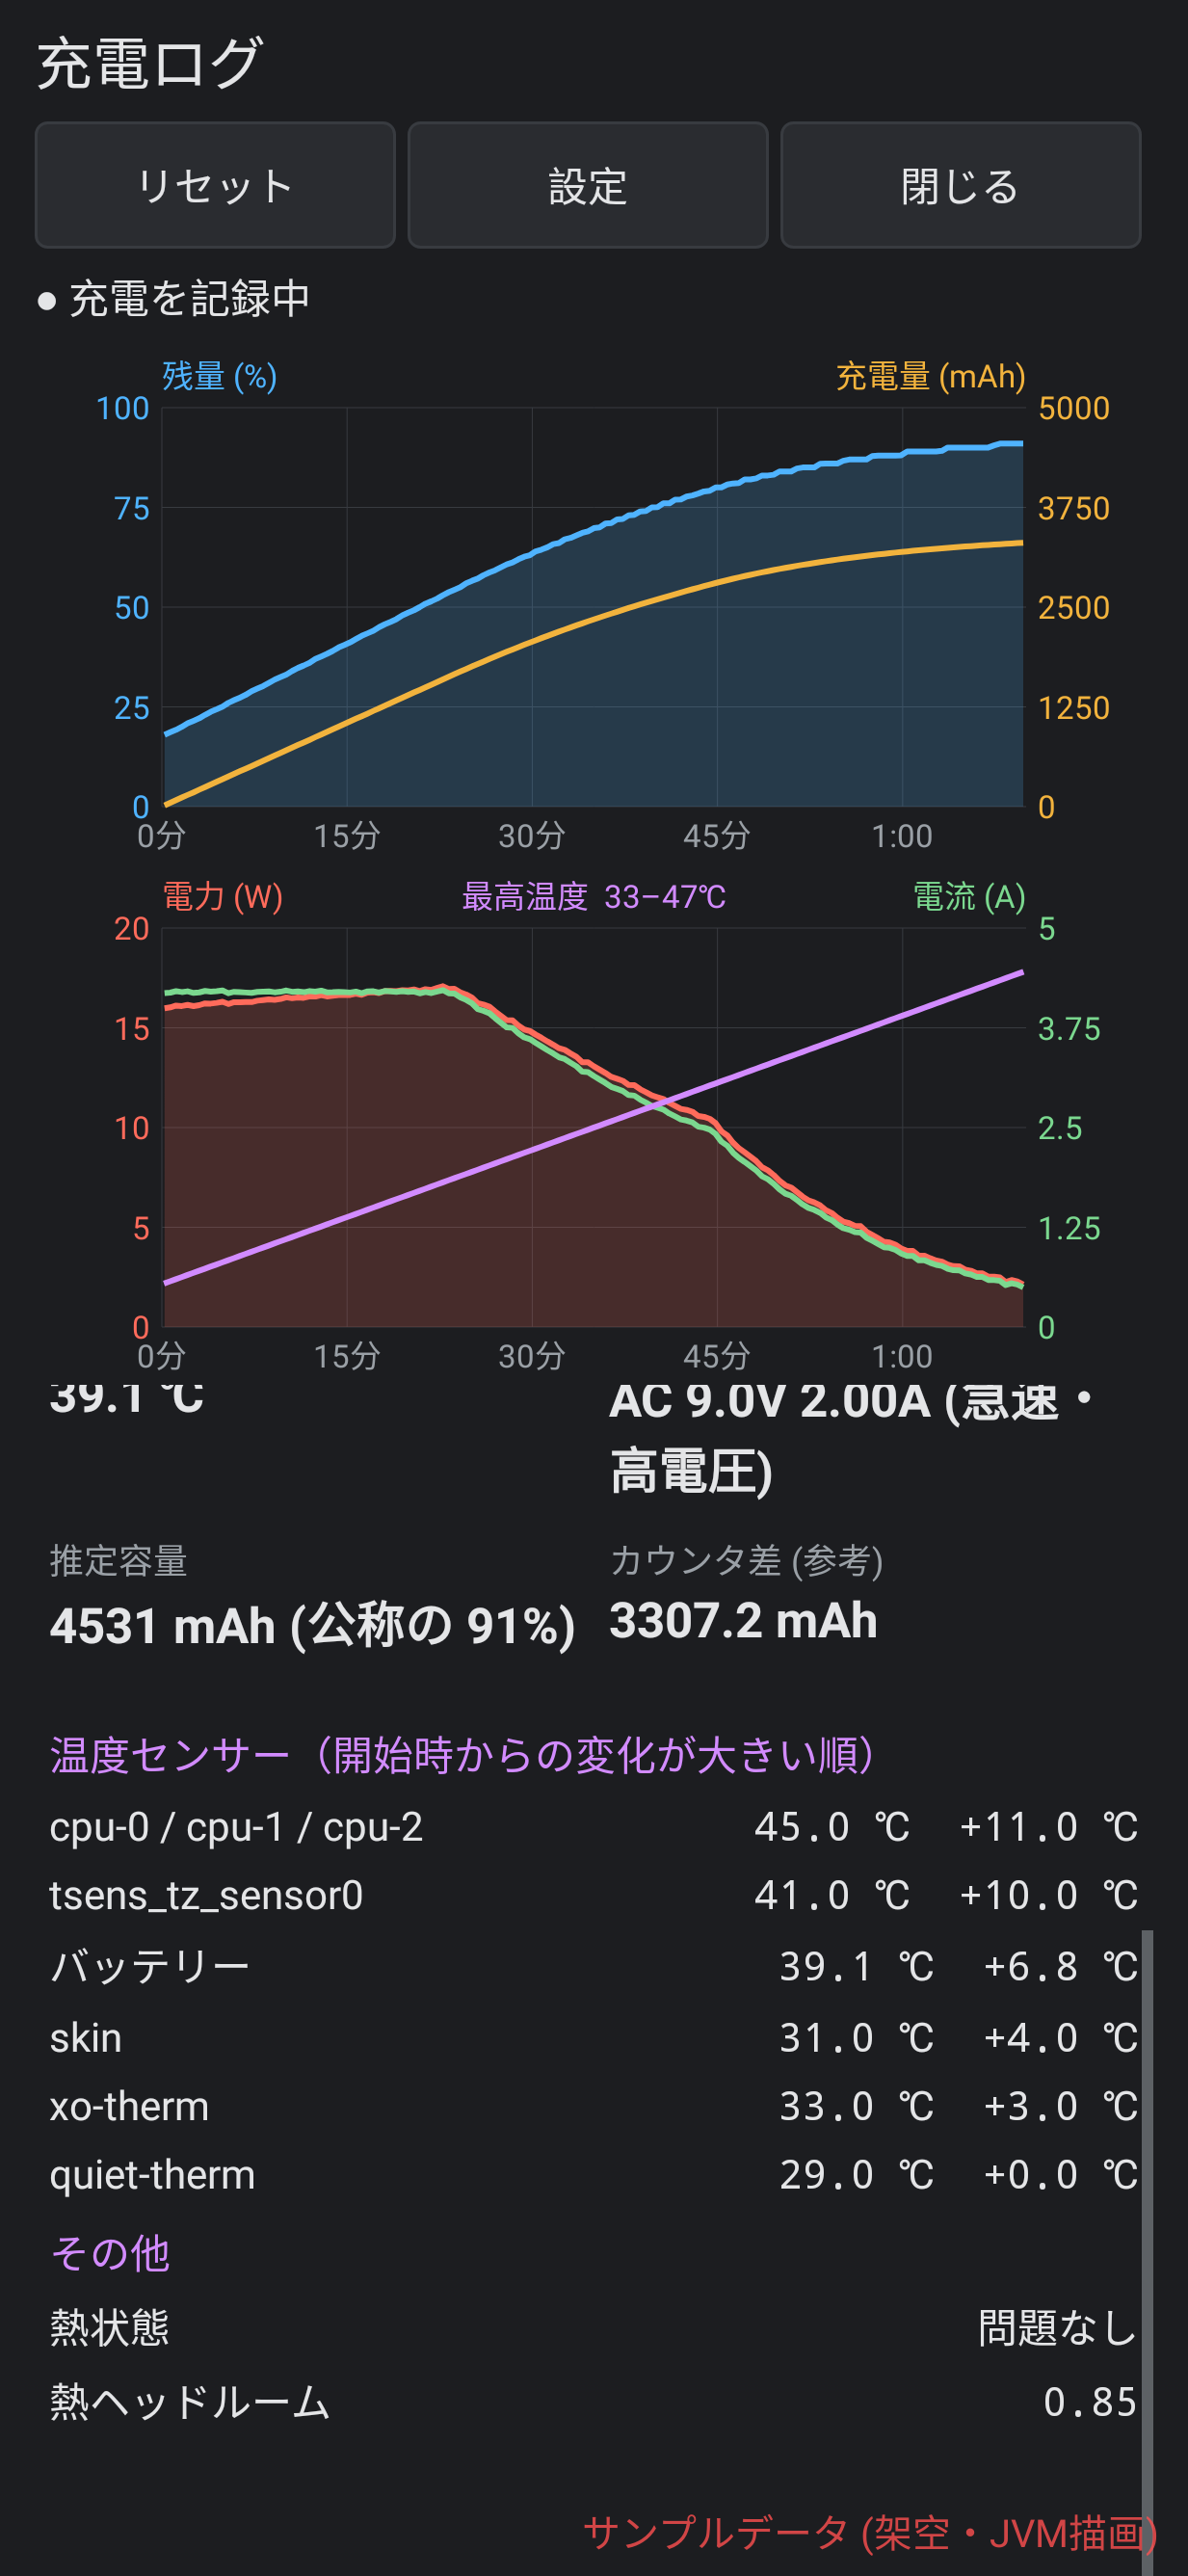 充電ログ
リセット 設定 閉じる
● 充電を記録中
残量 (%) 充電量 (mAh)
100 5000
75 3750
50 2500
25 1250
0 0
0分 15分 30分 45分 1:00
電力 (W) 最高温度 33–47℃ 電流 (A)
20 5
15 3.75
10 2.5
5 1.25
0 0
0分 15分 30分 45分 1:00
39.1 ℃ AC 9.0V 2.00A (急速・
高電圧)
推定容量 カウンタ差 (参考)
4531 mAh (公称の 91%) 3307.2 mAh
温度センサー（開始時からの変化が大きい順）
cpu-0 / cpu-1 / cpu-2 45.0 ℃ +11.0 ℃
tsens_tz_sensor0 41.0 ℃ +10.0 ℃
バッテリー 39.1 ℃ +6.8 ℃
skin 31.0 ℃ +4.0 ℃
xo-therm 33.0 ℃ +3.0 ℃
quiet-therm 29.0 ℃ +0.0 ℃
その他
熱状態 問題なし
熱ヘッドルーム 0.85
サンプルデータ (架空・JVM描画)